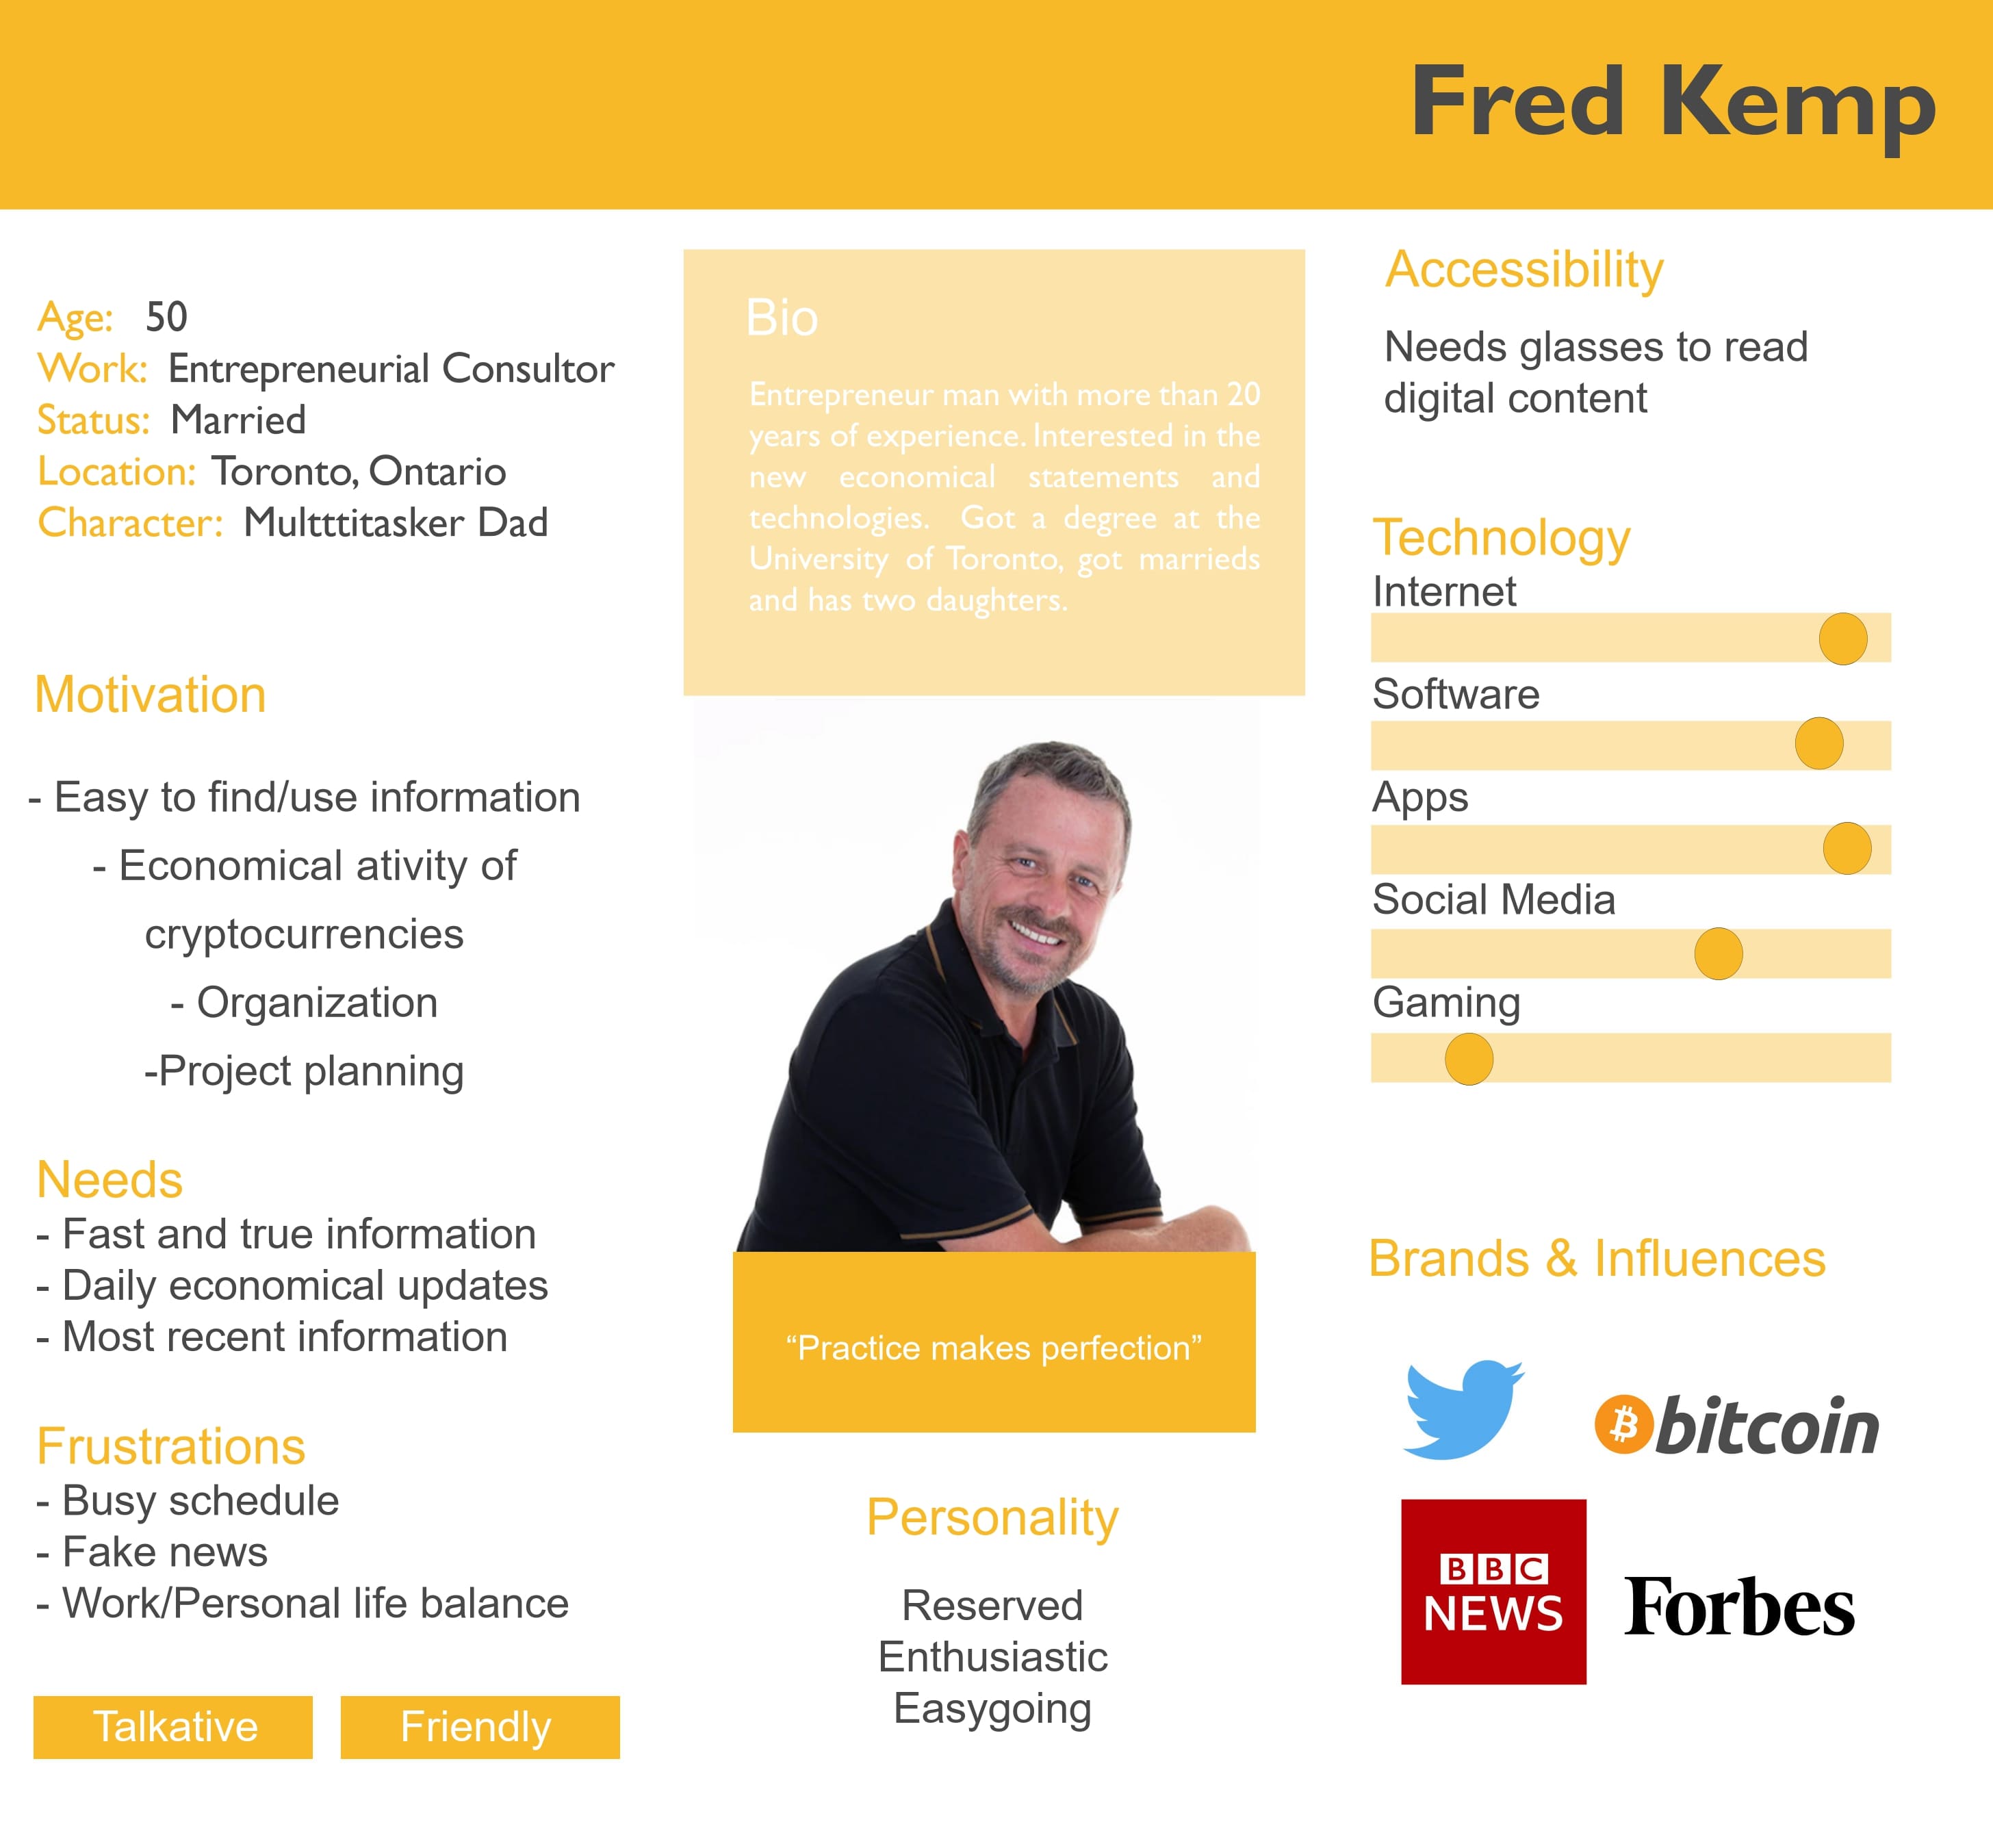 Fred Kemp
Age: 50
Work: Entrepreneurial Consultor
Status: Married
Location: Toronto, Ontario
Character: Multttitasker Dad
Motivation
- Easy to find/use information
- Economical ativity of
cryptocurrencies
- Organization
-Project planning
Needs
- Fast and true information
- Daily economical updates
- Most recent information
Frustrations
- Busy schedule
- Fake news
- Work/Personal life balance
Talkative
Friendly
Bio
Entrepreneur man with more than 20
years of experience. Interested in the
new economical statements and
technologies. Got a degree at the
University of Toronto, got marrieds
and has two daughters.
“Practice makes perfection”
Personality
Reserved
Enthusiastic
Easygoing
Accessibility
Needs glasses to read
digital content
Technology
Internet
Software
Apps
Social Media
Gaming
Brands & Influences
bitcoin
BBC
NEWS
Forbes